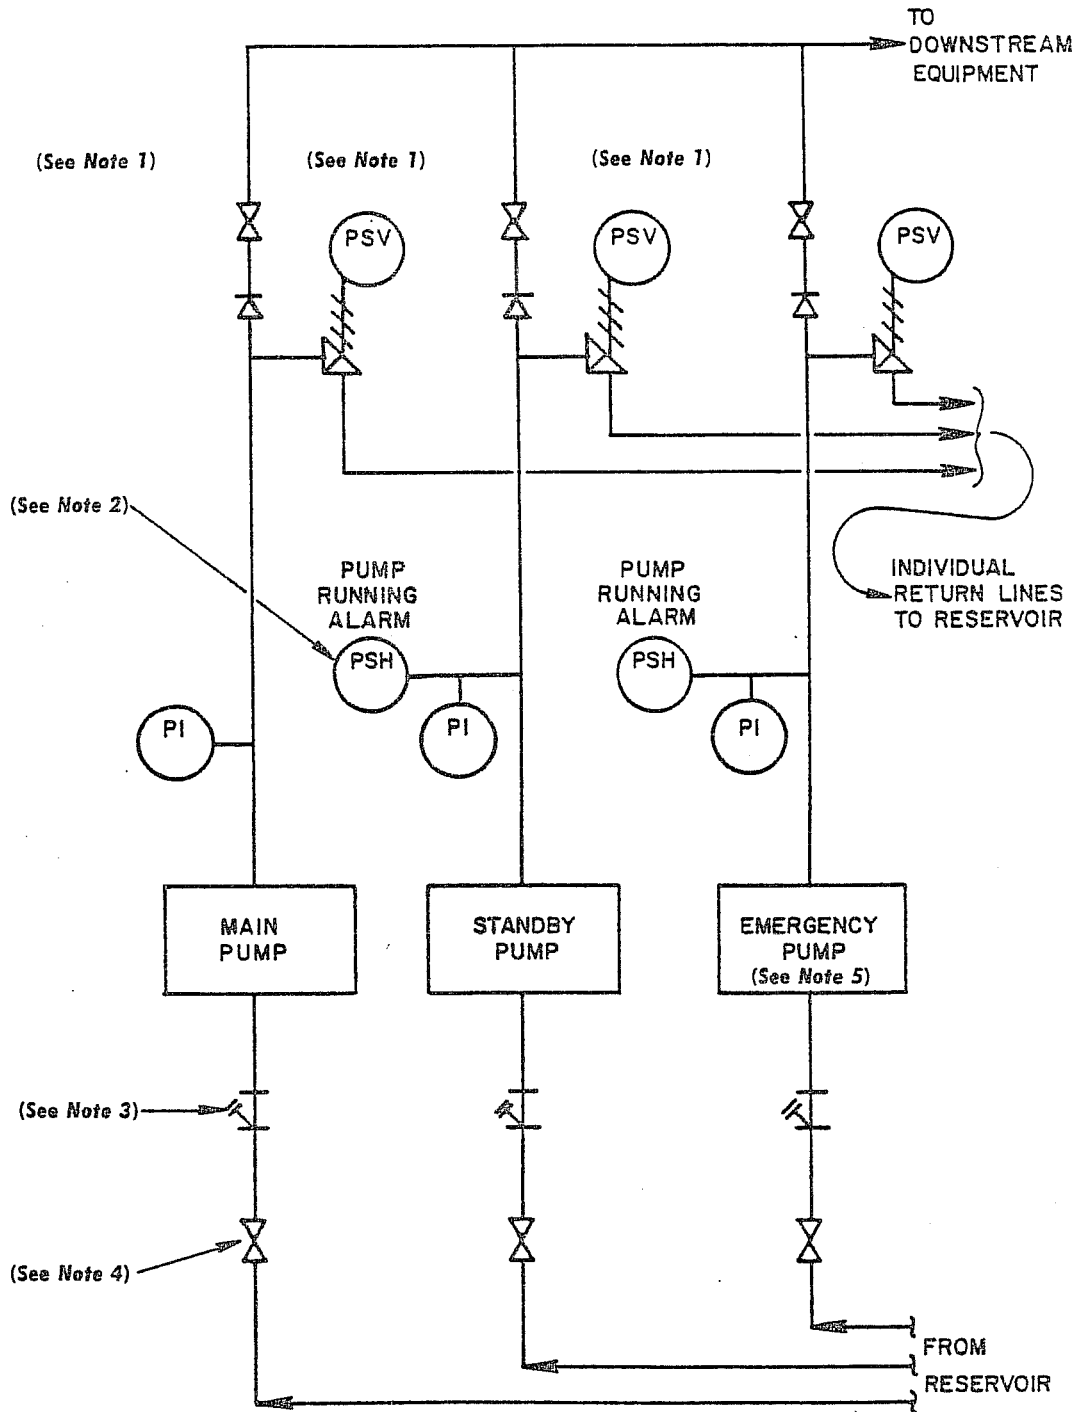 TO
DOWNSTREAM
EQUIPMENT
(See Note 1)
(See Note 1)
(See Note 1)
PSV
PSV
PSV
(See Note 2)
PUMP
RUNNING
ALARM
PUMP
RUNNING
ALARM
INDIVIDUAL
RETURN LINES
TO RESERVOIR
PSH
PSH
PI
PI
PI
MAIN
PUMP
STANDBY
PUMP
EMERGENCY
PUMP
(See Note 5)
(See Note 3)
(See Note 4)
FROM
RESERVOIR